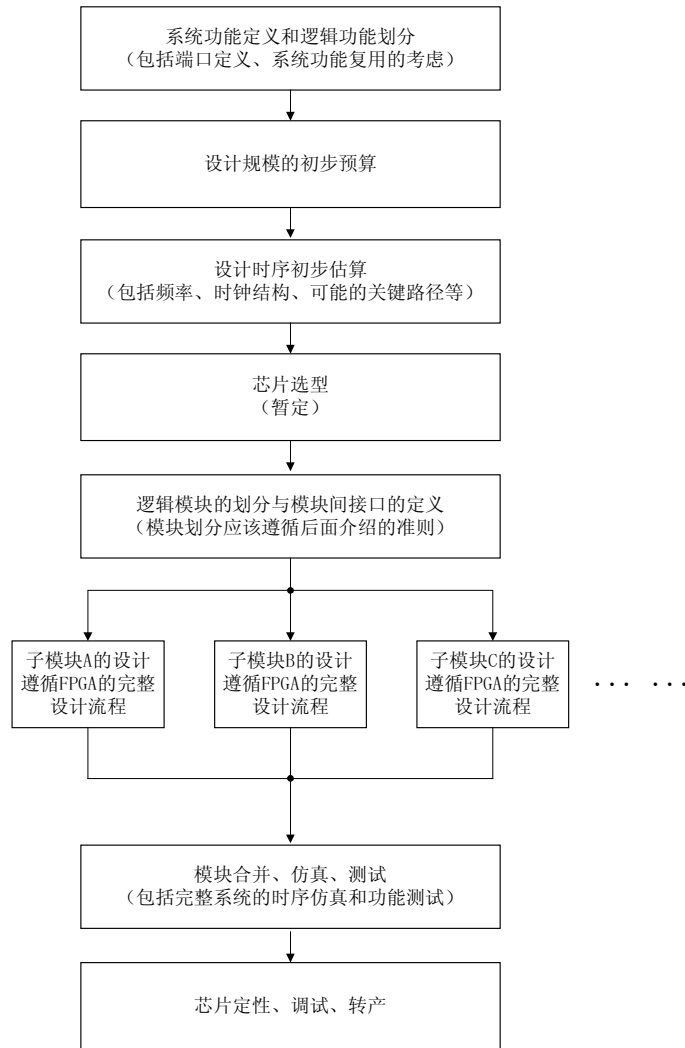 系统功能定义和逻辑功能划分
（包括端口定义、系统功能复用的考虑）
设计规模的初步预算
设计时序初步估算
（包括频率、时钟结构、可能的关键路径等）
芯片选型
（暂定）
逻辑模块的划分与模块间接口的定义
（模块划分应该遵循后面介绍的准则）
子模块A的设计
遵循FPGA的完整
设计流程
子模块B的设计
遵循FPGA的完整
设计流程
子模块C的设计
遵循FPGA的完整
设计流程
... ...
模块合并、仿真、测试
（包括完整系统的时序仿真和功能测试）
芯片定性、调试、转产